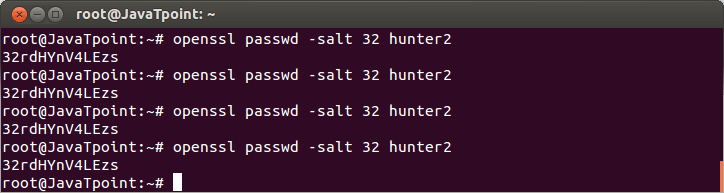 root@JavaTpoint: ~
root@JavaTpoint:~# openssl passwd -salt 32 hunter2
32rdHYnV4LEzs
root@JavaTpoint:~# openssl passwd -salt 32 hunter2
32rdHYnV4LEzs
root@JavaTpoint:~# openssl passwd -salt 32 hunter2
32rdHYnV4LEzs
root@JavaTpoint:~# openssl passwd -salt 32 hunter2
32rdHYnV4LEzs
root@JavaTpoint:~#